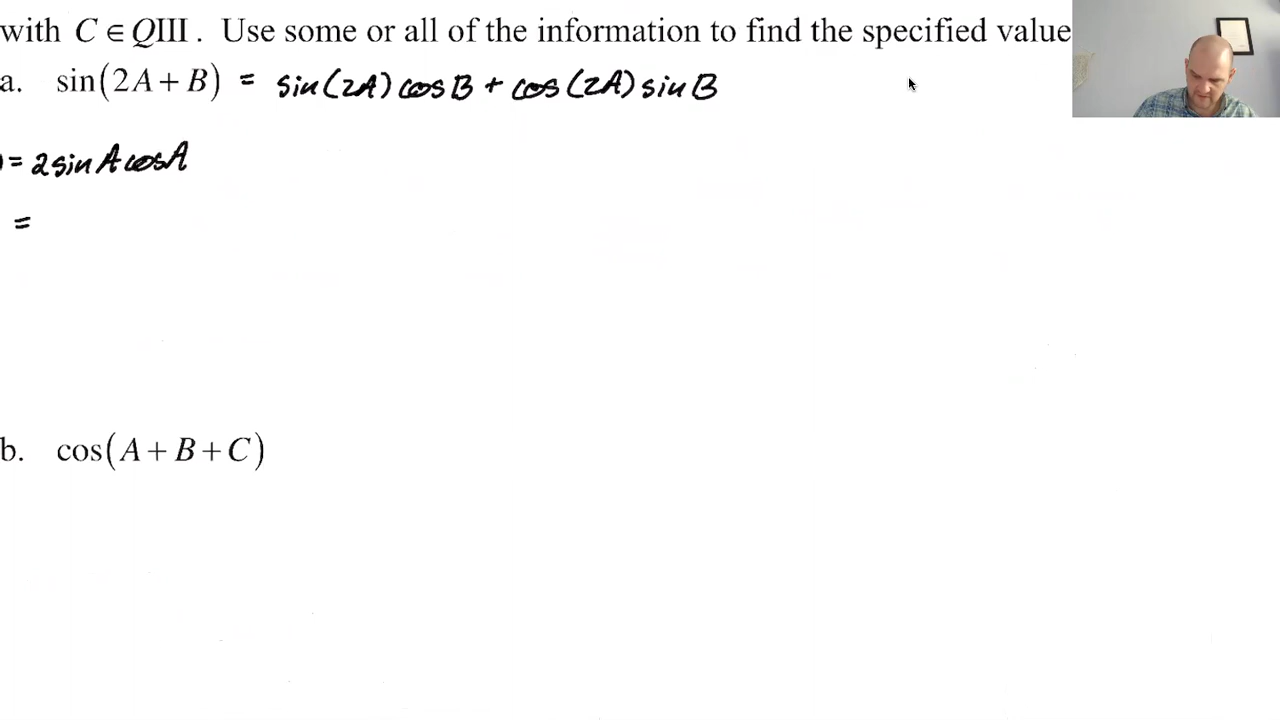 with C ∈ QIII. Use some or all of the information to find the specified value
a. sin(2A + B) = sin(2A) cos B + cos(2A) sin B
) = 2 sin A cos A
=
b. cos(A + B + C)